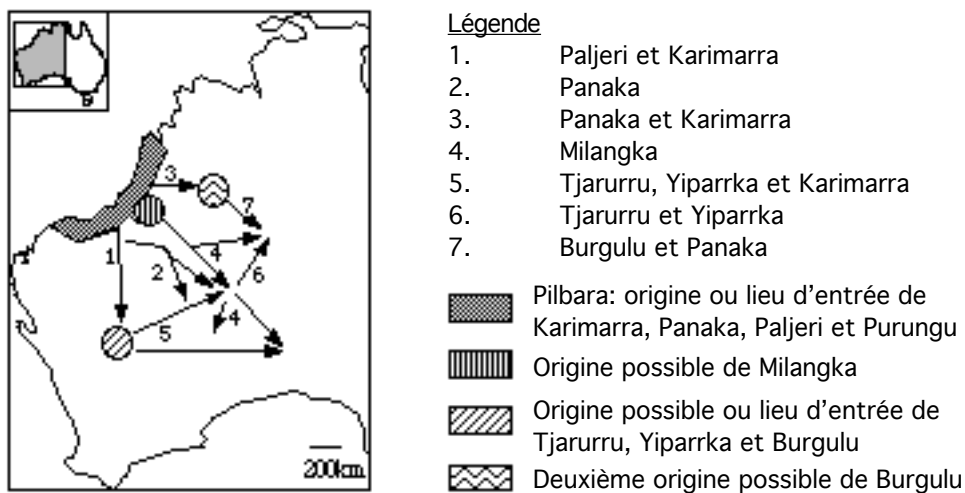 Légende
1. Paljeri et Karimarra
2. Panaka
3. Panaka et Karimarra
4. Milangka
5. Tjarurru, Yiparrka et Karimarra
6. Tjarurru et Yiparrka
7. Burgulu et Panaka
Pilbara: origine ou lieu d'entrée de
Karimarra, Panaka, Paljeri et Purungu
Origine possible de Milangka
Origine possible ou lieu d'entrée de
Tjarurru, Yiparrka et Burgulu
Deuxième origine possible de Burgulu
3
7
1
2
4
6
5
4
200km